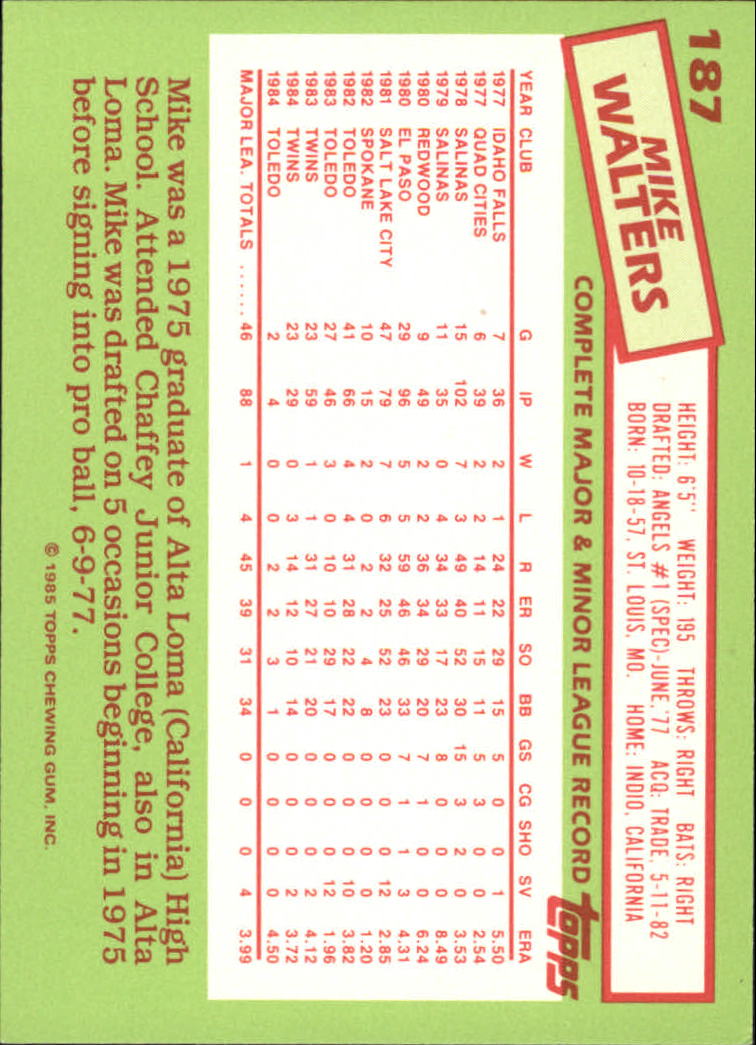 187
MIKE
WALTERS
HEIGHT: 6'5" WEIGHT: 195 THROWS: RIGHT BATS: RIGHT
DRAFTED: ANGELS #1 (SPEC)-JUNE, '77 ACQ: TRADE, 5-11-82
BORN: 10-18-57, ST. LOUIS, MO. HOME: INDIO, CALIFORNIA
COMPLETE MAJOR & MINOR LEAGUE RECORD topps
YEAR CLUB G IP W L R ER SO BB GS CG SHO SV ERA
1977 IDAHO FALLS 7 36 2 1 24 22 29 15 5 0 0 1 5.50
1977 QUAD CITIES 6 39 2 2 14 11 15 11 5 3 0 0 2.54
1978 SALINAS 15 102 7 3 49 40 52 30 15 3 2 0 3.53
1979 SALINAS 11 35 0 4 34 33 17 23 8 0 0 0 8.49
1980 REDWOOD 9 49 2 2 36 34 29 20 7 1 0 0 6.24
1980 EL PASO 29 96 5 5 59 46 46 33 7 1 1 3 4.31
1981 SALT LAKE CITY 47 79 7 6 32 25 52 23 0 0 0 12 2.85
1982 SPOKANE 10 15 2 0 2 2 4 8 0 0 0 0 1.20
1982 TOLEDO 41 66 4 4 31 28 22 22 0 0 0 10 3.82
1983 TOLEDO 27 46 3 0 10 10 29 17 0 0 0 12 1.96
1983 TWINS 23 59 1 1 31 27 21 20 0 0 0 2 4.12
1984 TWINS 23 29 0 3 14 12 10 14 0 0 0 2 3.72
1984 TOLEDO 2 4 0 0 2 2 3 1 0 0 0 0 4.50
MAJOR LEA. TOTALS ...... 46 88 1 4 45 39 31 34 0 0 0 4 3.99
Mike was a 1975 graduate of Alta Loma (California) High
School. Attended Chaffey Junior College, also in Alta
Loma. Mike was drafted on 5 occasions beginning in 1975
before signing into pro ball, 6-9-77.
© 1985 TOPPS CHEWING GUM, INC.